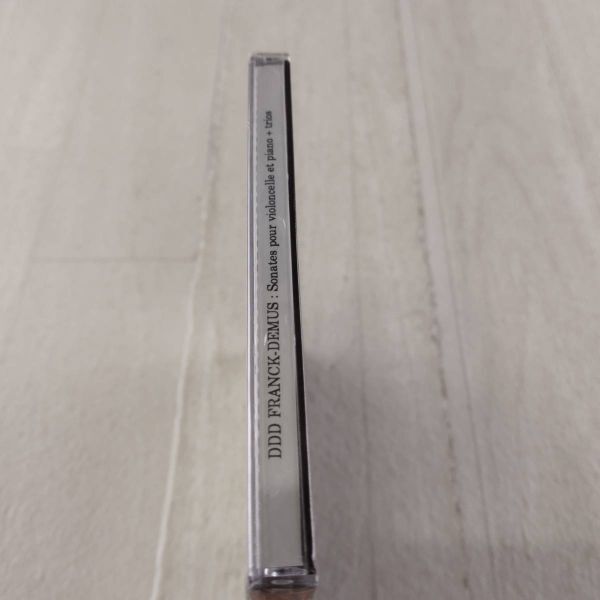 DDD FRANCK-DEMUS : Sonates pour violoncelle et piano + trios